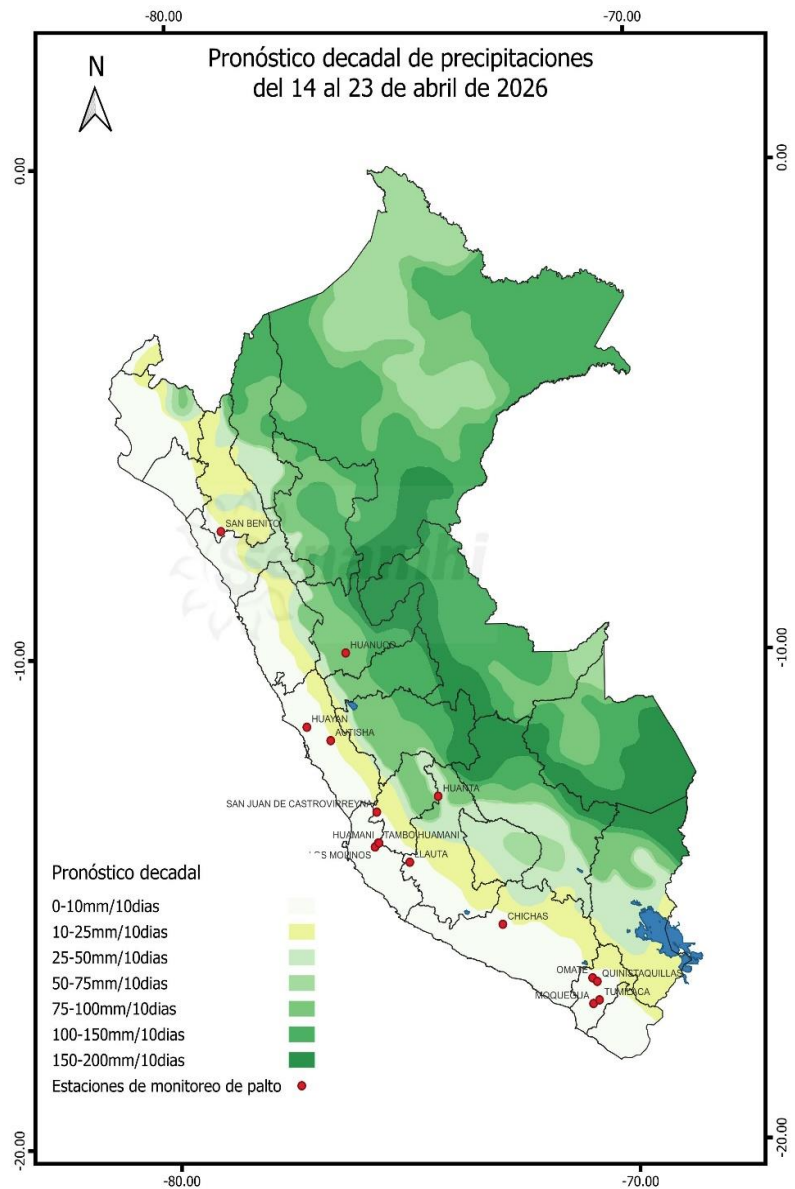 -80.00
-70.00
Pronóstico decadal de precipitaciones
del 14 al 23 de abril de 2026
N
0.00
0.00
SAN BENITO
Senamhi
HUANUCO
-10.00
-10.00
HUAYAN
AUTISHA
HUANTA
SAN JUAN DE CASTROVIRREYNA
HUAMANI
TAMBO HUAMANI
LOS MOLINOS
LAUTA
CHICHAS
OMATE
QUINISTAQUILLAS
MOQUEGUA
TUMILACA
Pronóstico decadal
0-10mm/10dias
10-25mm/10dias
25-50mm/10dias
50-75mm/10dias
75-100mm/10dias
100-150mm/10dias
150-200mm/10dias
Estaciones de monitoreo de palto
-20.00
-20.00
-80.00
-70.00